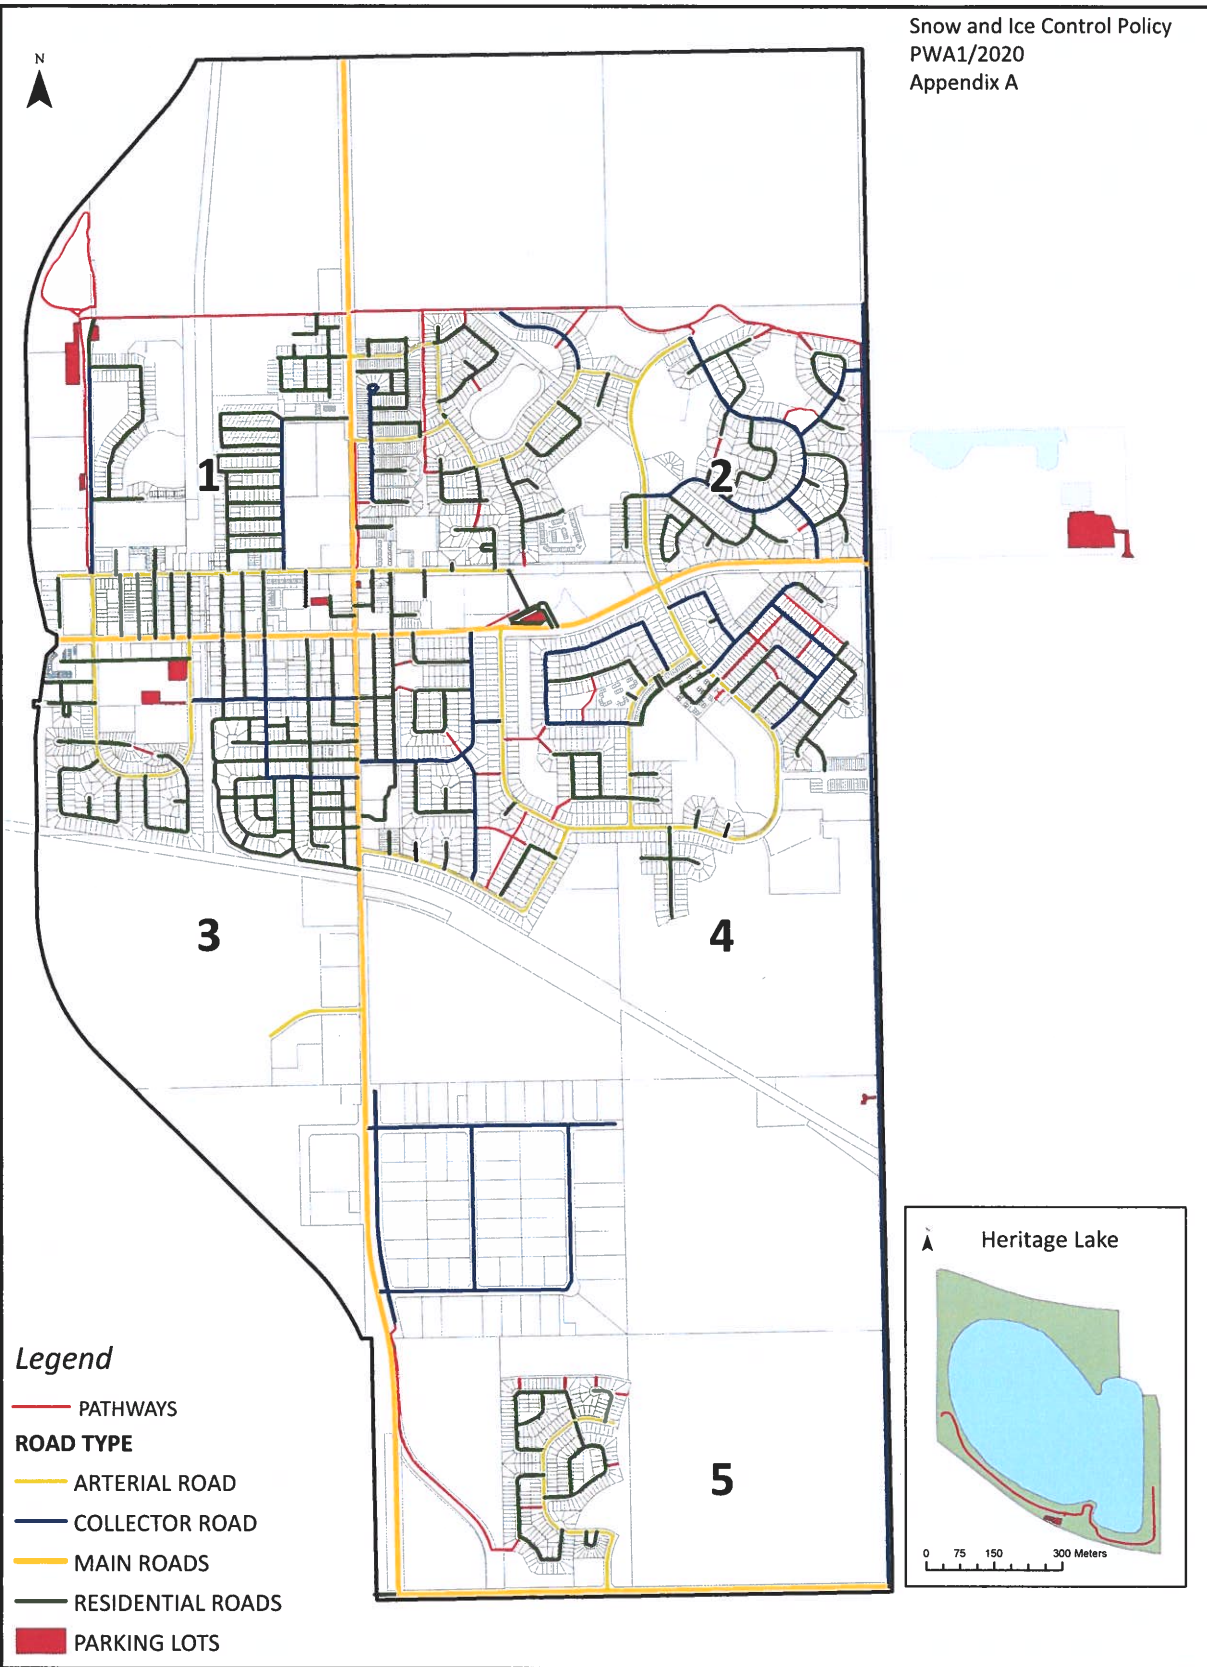 Snow and Ice Control Policy
PWA1/2020
Appendix A
N
1
2
3
4
5
Heritage Lake
0 75 150 300 Meters
Legend
PATHWAYS
ROAD TYPE
ARTERIAL ROAD
COLLECTOR ROAD
MAIN ROADS
RESIDENTIAL ROADS
PARKING LOTS